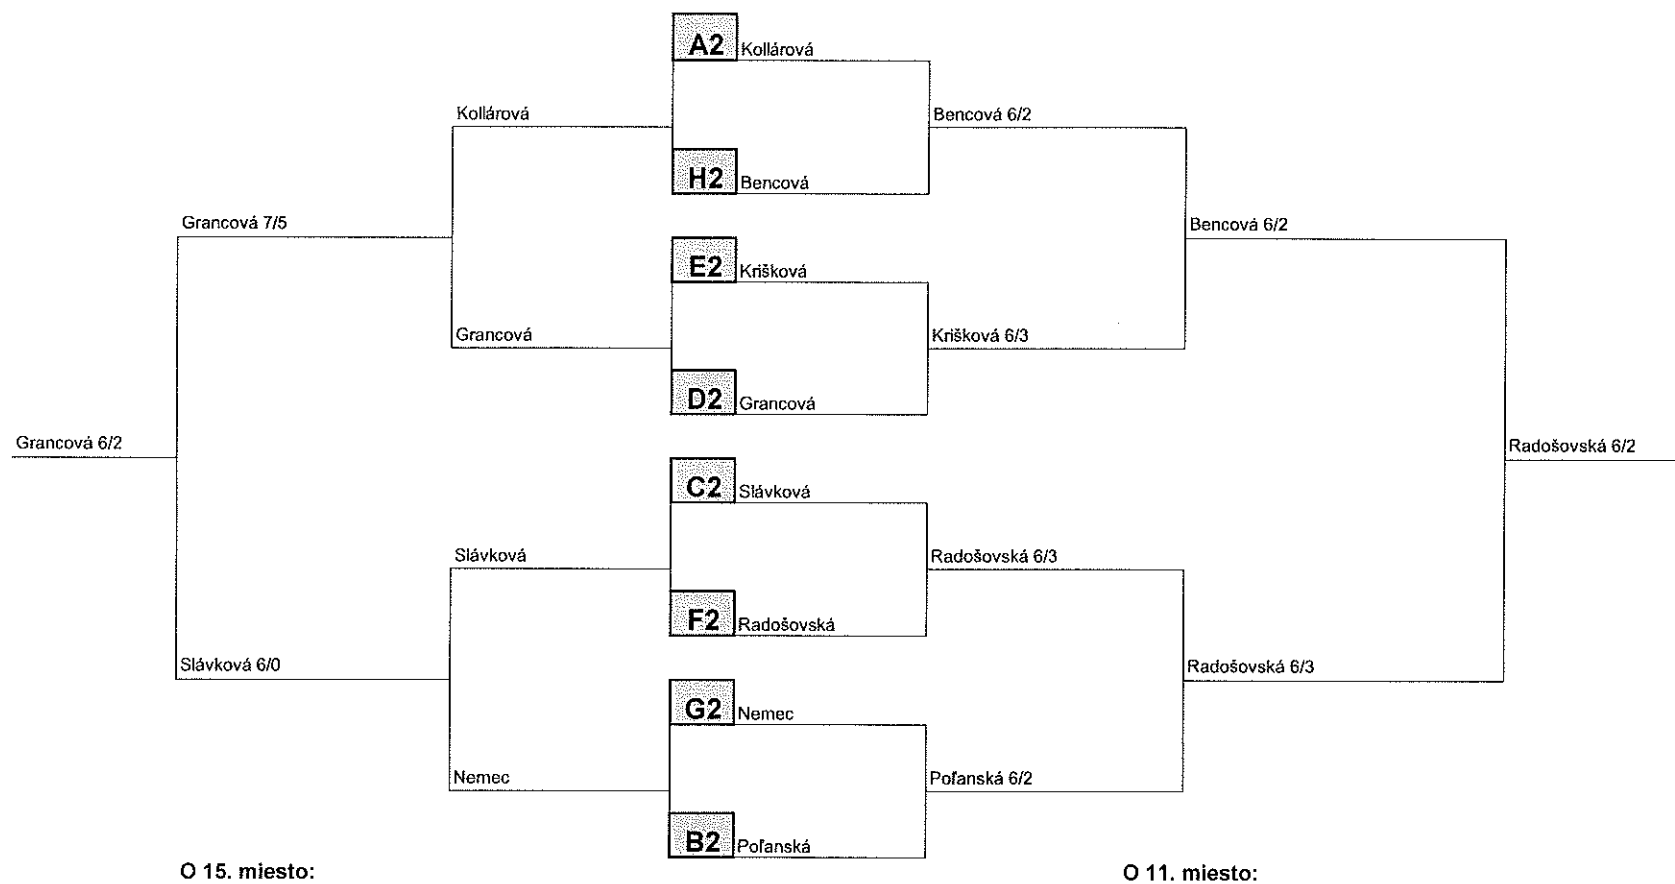 A2 Kollárová
Kollárová
Bencová 6/2
H2 Bencová
Grancová 7/5
Bencová 6/2
E2 Krišková
Grancová
Krišková 6/3
D2 Grancová
Grancová 6/2
Radošovská 6/2
C2 Slávková
Slávková
Radošovská 6/3
F2 Radošovská
Slávková 6/0
Radošovská 6/3
G2 Nemec
Nemec
Poľanská 6/2
B2 Poľanská
O 15. miesto:
O 11. miesto: